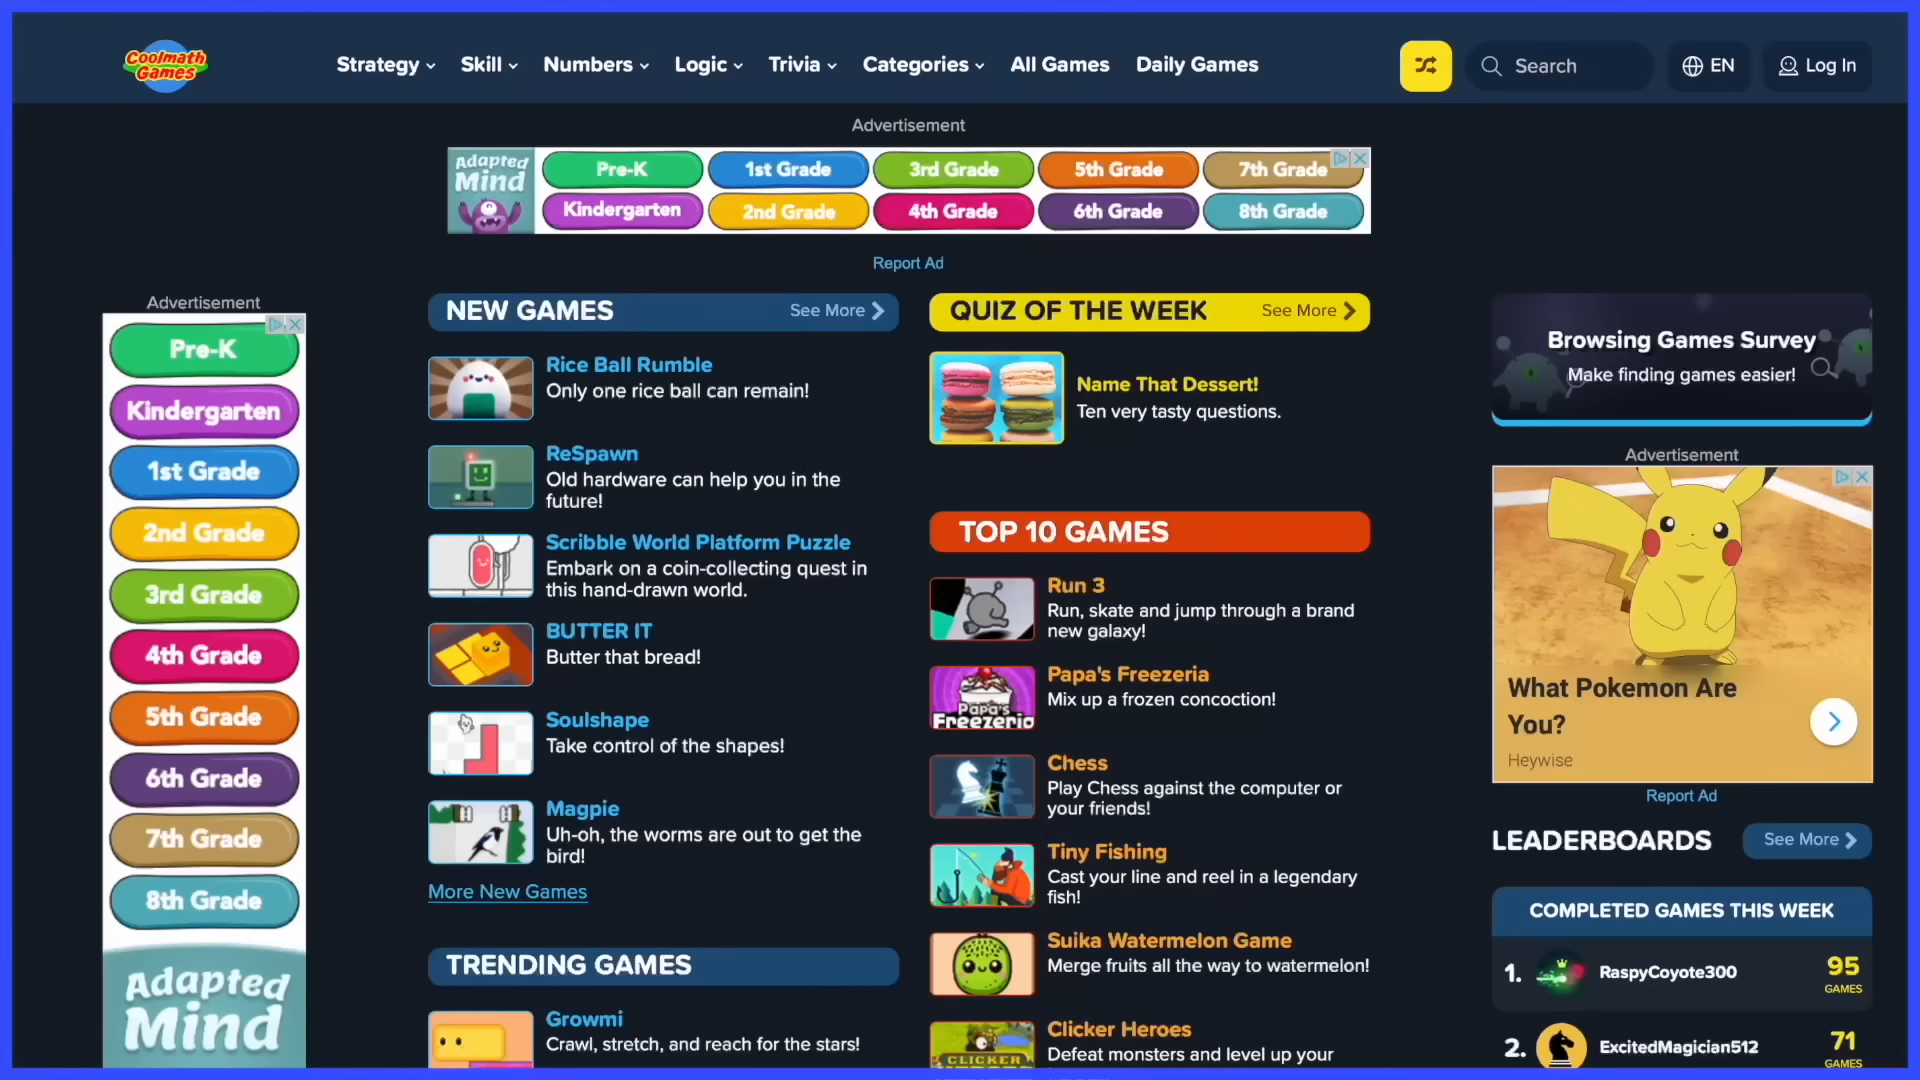 Coolmath
Games
Strategy
Skill
Numbers
Logic
Trivia
Categories
All Games
Daily Games
Search
EN
Log In
Advertisement
Adapted
Mind
Pre-K
1st Grade
3rd Grade
5th Grade
7th Grade
Kindergarten
2nd Grade
4th Grade
6th Grade
8th Grade
Report Ad
Advertisement
Pre-K
Kindergarten
1st Grade
2nd Grade
3rd Grade
4th Grade
5th Grade
6th Grade
7th Grade
8th Grade
Adapted
Mind
NEW GAMES
See More
Rice Ball Rumble
Only one rice ball can remain!
ReSpawn
Old hardware can help you in the
future!
Scribble World Platform Puzzle
Embark on a coin-collecting quest in
this hand-drawn world.
BUTTER IT
Butter that bread!
Soulshape
Take control of the shapes!
Magpie
Uh-oh, the worms are out to get the
bird!
More New Games
TRENDING GAMES
Growmi
Crawl, stretch, and reach for the stars!
QUIZ OF THE WEEK
See More
Name That Dessert!
Ten very tasty questions.
TOP 10 GAMES
Run 3
Run, skate and jump through a brand
new galaxy!
Papa's
Freezeria
Papa's Freezeria
Mix up a frozen concoction!
Chess
Play Chess against the computer or
your friends!
Tiny Fishing
Cast your line and reel in a legendary
fish!
Suika Watermelon Game
Merge fruits all the way to watermelon!
CLICKER
Clicker Heroes
Defeat monsters and level up your
Browsing Games Survey
Make finding games easier!
Advertisement
What Pokemon Are
You?
Heywise
Report Ad
LEADERBOARDS
See More
COMPLETED GAMES THIS WEEK
1.
RaspyCoyote300
95
GAMES
2.
ExcitedMagician512
71
GAMES